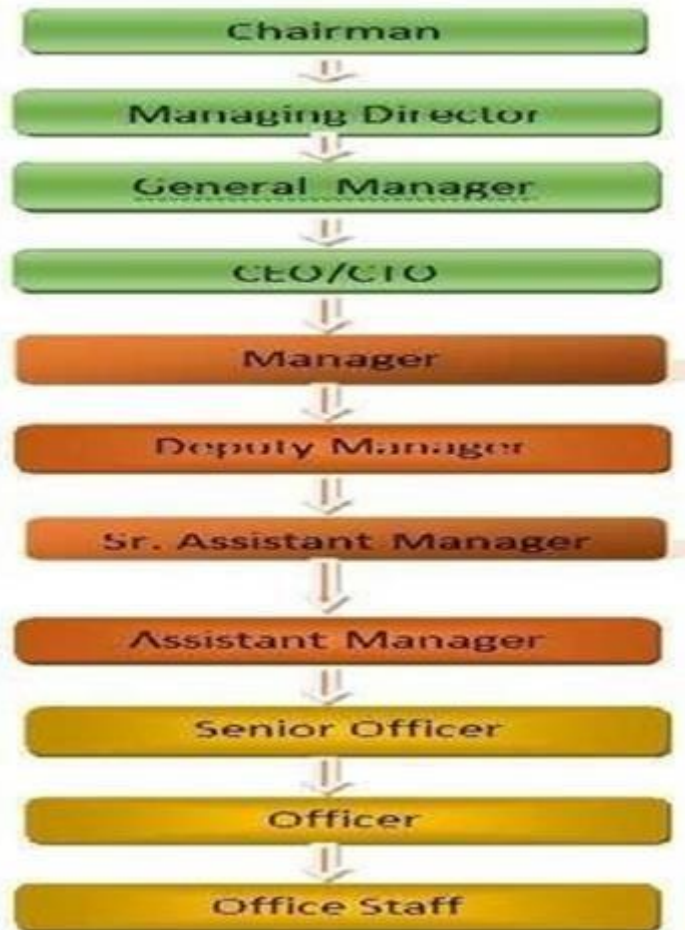 Chairman
Managing Director
General Manager
CEO/CTO
Manager
Deputy Manager
Sr. Assistant Manager
Assistant Manager
Senior Officer
Officer
Office Staff